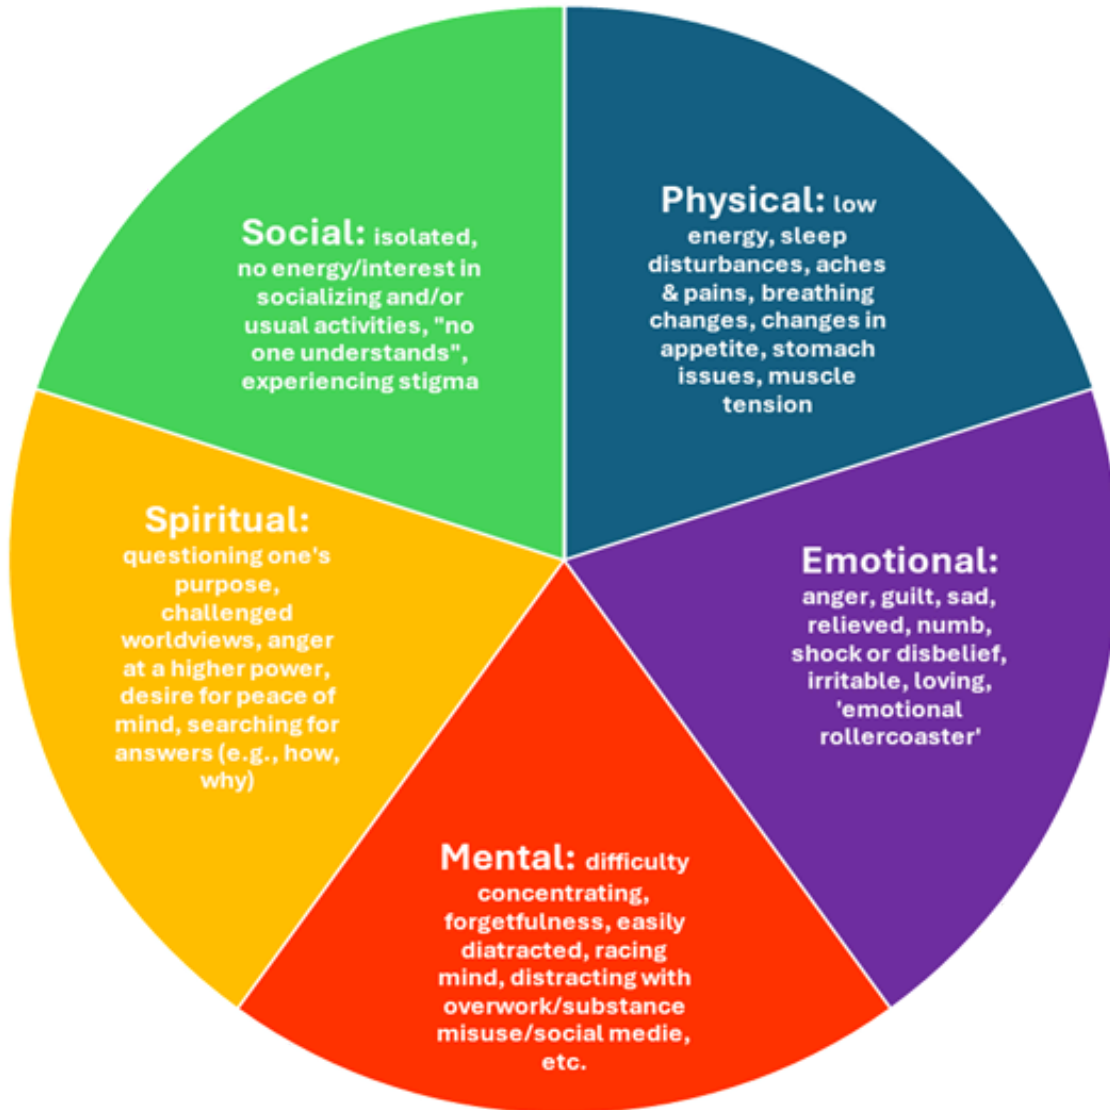 Physical: low
energy, sleep
disturbances, aches
& pains, breathing
changes, changes in
appetite, stomach
issues, muscle
tension
Emotional:
anger, guilt, sad,
relieved, numb,
shock or disbelief,
irritable, loving,
'emotional
rollercoaster'
Mental: difficulty
concentrating,
forgetfulness, easily
diatracted, racing
mind, distracting with
overwork/substance
misuse/social medie,
etc.
Spiritual:
questioning one's
purpose,
challenged
worldviews, anger
at a higher power,
desire for peace of
mind, searching for
answers (e.g., how,
why)
Social: isolated,
no energy/interest in
socializing and/or
usual activities, "no
one understands",
experiencing stigma